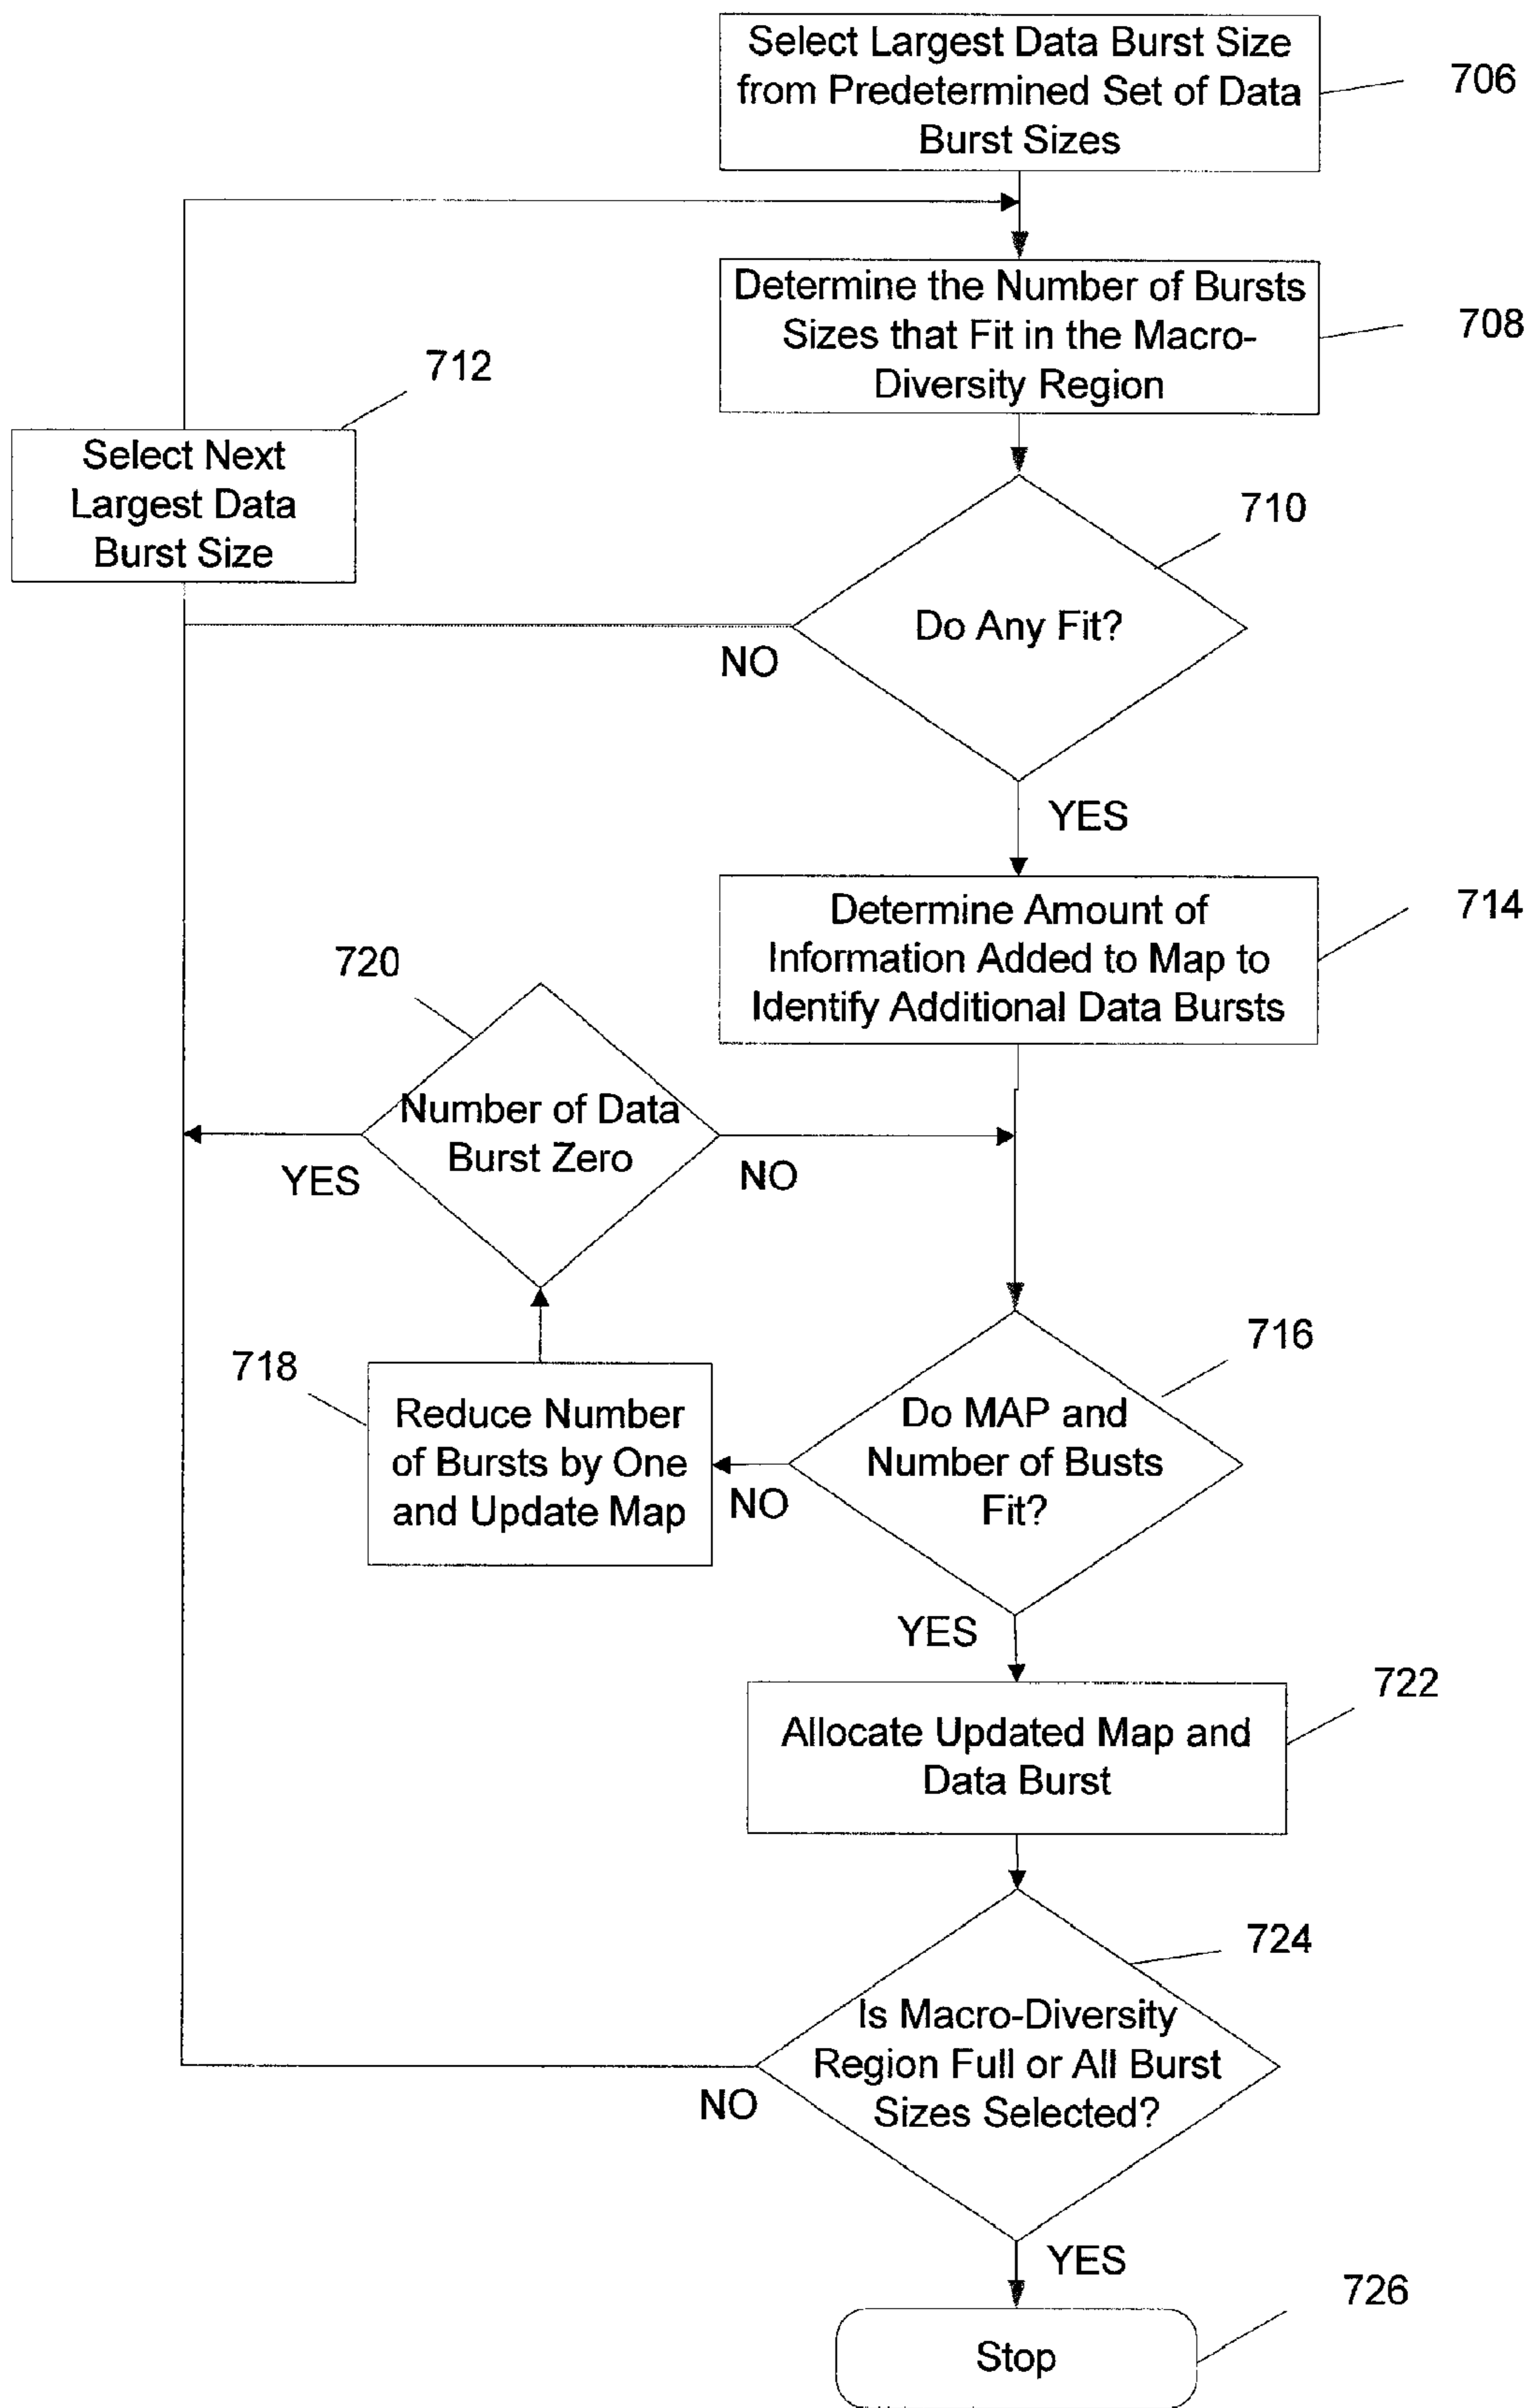 Select Largest Data Burst Size
from Predetermined Set of Data
Burst Sizes
706
Determine the Number of Bursts
Sizes that Fit in the Macro-
Diversity Region
708
712
Select Next
Largest Data
Burst Size
710
Do Any Fit?
NO
YES
Determine Amount of
Information Added to Map to
Identify Additional Data Bursts
714
720
Number of Data
Burst Zero
YES
NO
716
718
Reduce Number
of Bursts by One
and Update Map
Do MAP and
Number of Busts
Fit?
NO
YES
722
Allocate Updated Map and
Data Burst
724
Is Macro-Diversity
Region Full or All Burst
Sizes Selected?
NO
YES
726
Stop